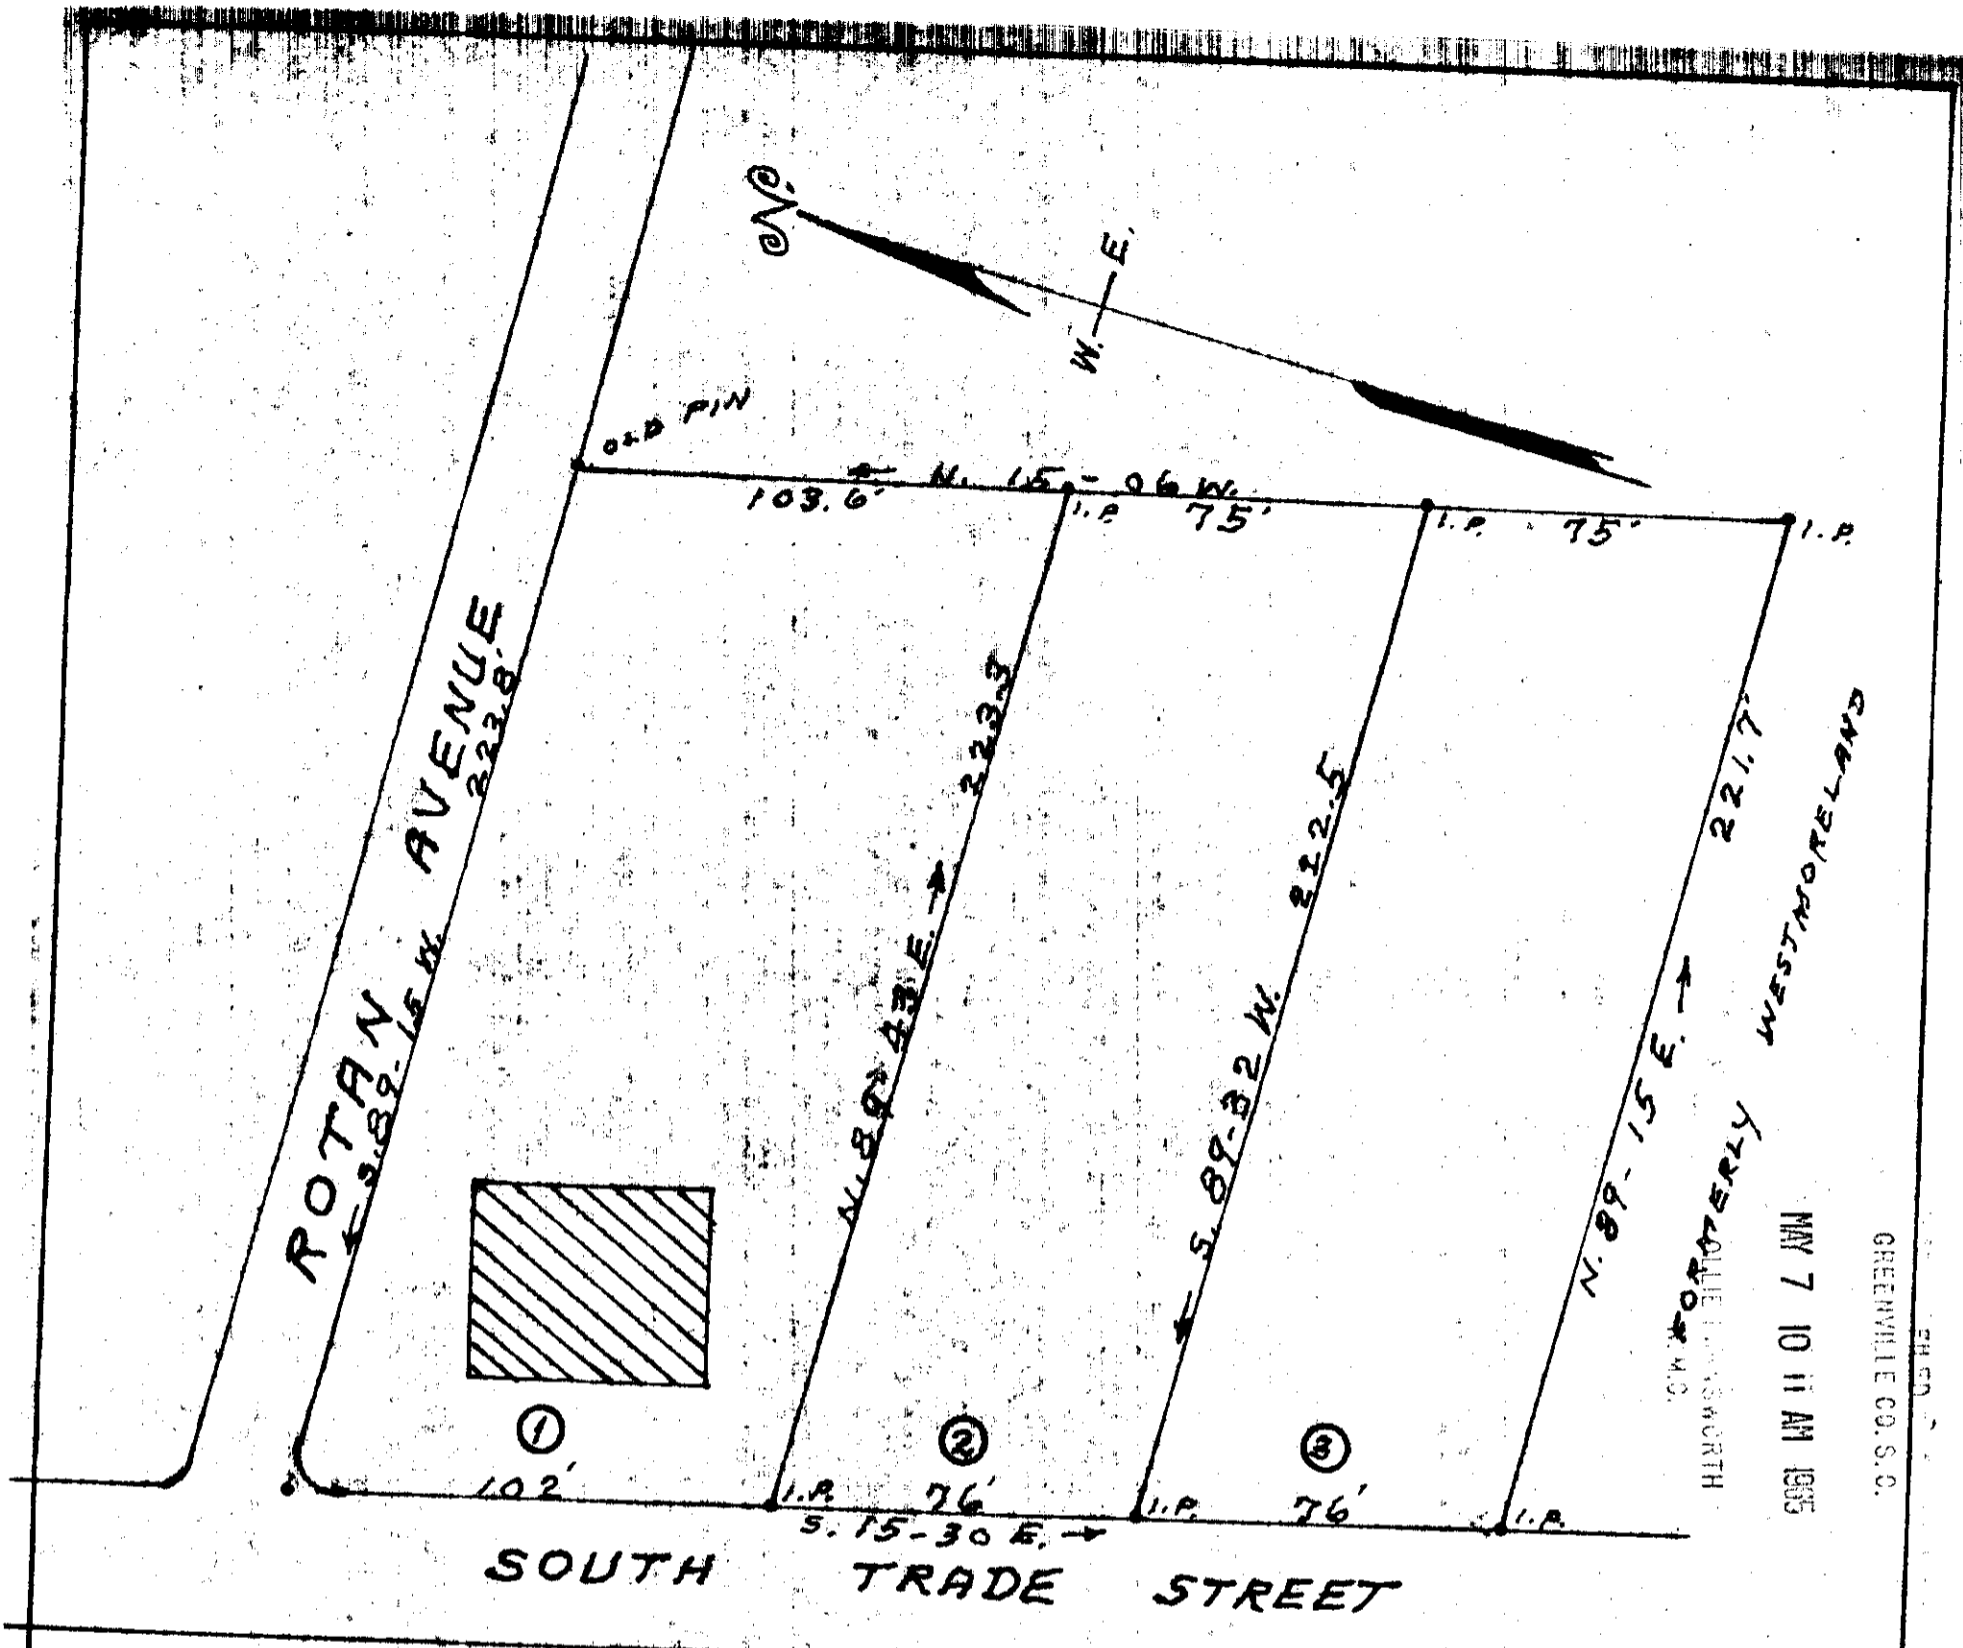 N.
W. E.
OLD PIN
← N. 15-06 W.
103.6'
I.P.
75'
I.P.
75'
I.P.
ROTAN AVENUE
← S. 89-15 W. 223.8'
N. 89-43 E. → 223.3
← S. 89-32 W. 222.5
N. 89-15 E. → 221.7'
FORMERLY WESTMORELAND
1
102'
I.P.
2
76'
I.P.
3
76'
I.P.
S. 15-30 E. →
SOUTH TRADE STREET
FILED
GREENVILLE CO. S. C.
MAY 7 10 11 AM 1965
OLLIE